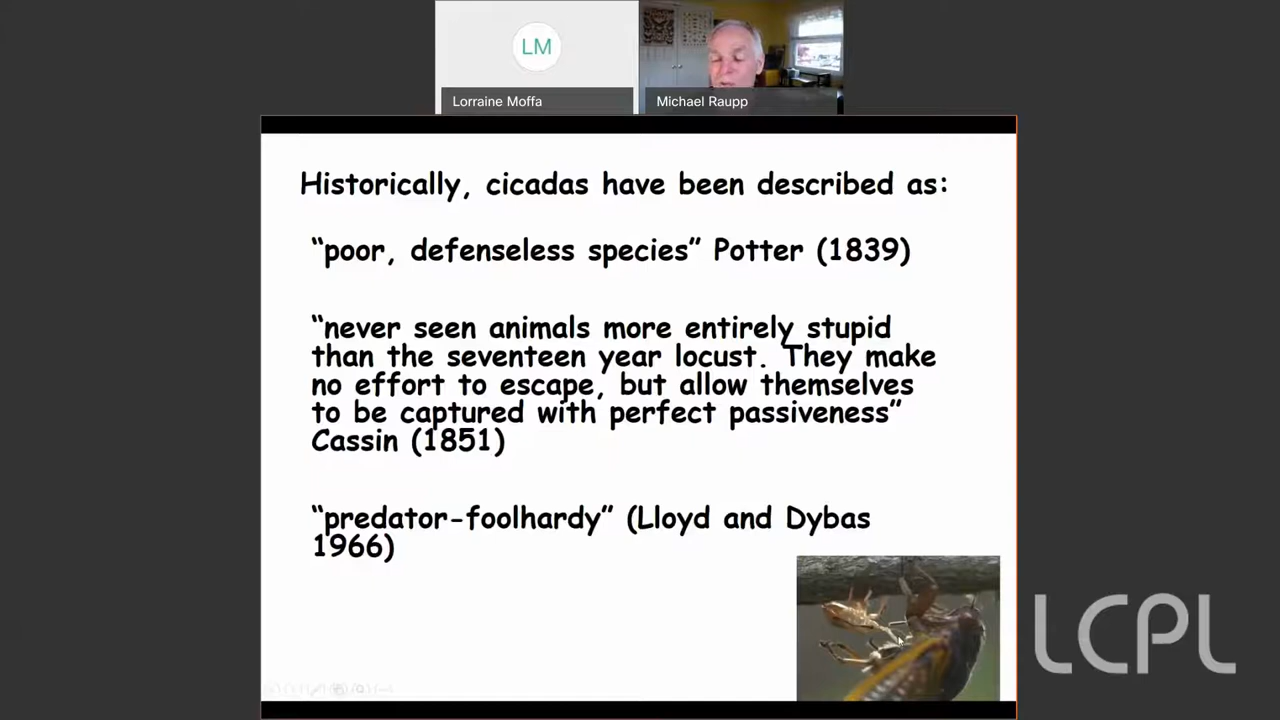 LM
Lorraine Moffa
Michael Raupp
Historically, cicadas have been described as:
“poor, defenseless species” Potter (1839)
“never seen animals more entirely stupid
than the seventeen year locust. They make
no effort to escape, but allow themselves
to be captured with perfect passiveness”
Cassin (1851)
“predator-foolhardy” (Lloyd and Dybas
1966)
LCPL